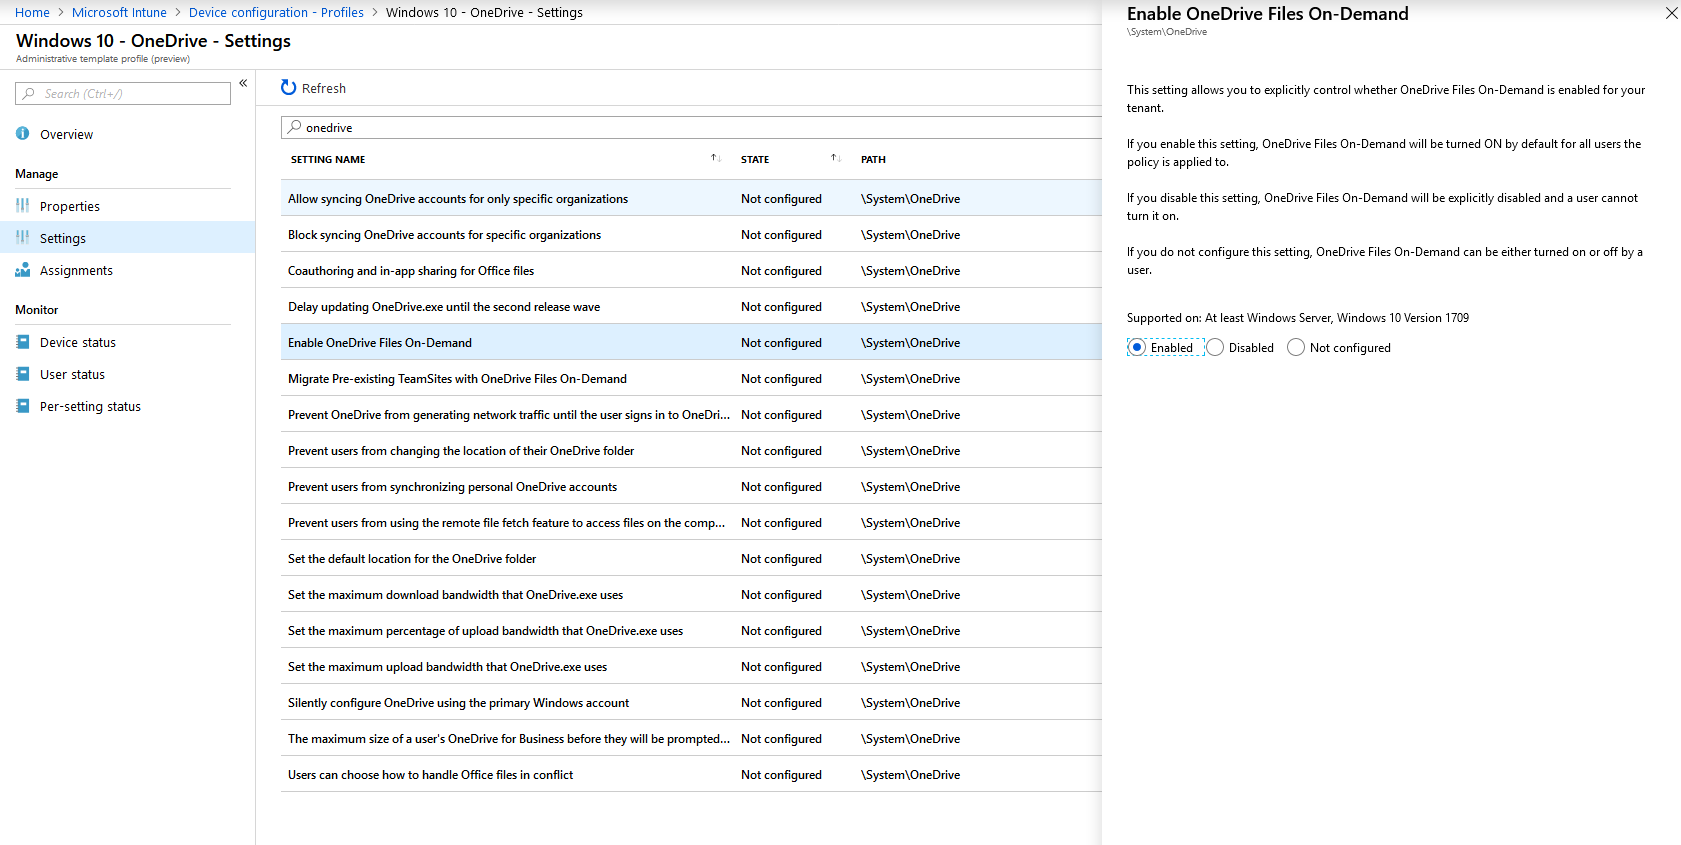 Home > Microsoft Intune > Device configuration - Profiles > Windows 10 - OneDrive - Settings
Windows 10 - OneDrive - Settings
Administrative template profile (preview)
Search (Ctrl+/)
Overview
Manage
Properties
Settings
Assignments
Monitor
Device status
User status
Per-setting status
Refresh
onedrive
SETTING NAME STATE PATH
Allow syncing OneDrive accounts for only specific organizations Not configured \System\OneDrive
Block syncing OneDrive accounts for specific organizations Not configured \System\OneDrive
Coauthoring and in-app sharing for Office files Not configured \System\OneDrive
Delay updating OneDrive.exe until the second release wave Not configured \System\OneDrive
Enable OneDrive Files On-Demand Not configured \System\OneDrive
Migrate Pre-existing TeamSites with OneDrive Files On-Demand Not configured \System\OneDrive
Prevent OneDrive from generating network traffic until the user signs in to OneDri... Not configured \System\OneDrive
Prevent users from changing the location of their OneDrive folder Not configured \System\OneDrive
Prevent users from synchronizing personal OneDrive accounts Not configured \System\OneDrive
Prevent users from using the remote file fetch feature to access files on the comp... Not configured \System\OneDrive
Set the default location for the OneDrive folder Not configured \System\OneDrive
Set the maximum download bandwidth that OneDrive.exe uses Not configured \System\OneDrive
Set the maximum percentage of upload bandwidth that OneDrive.exe uses Not configured \System\OneDrive
Set the maximum upload bandwidth that OneDrive.exe uses Not configured \System\OneDrive
Silently configure OneDrive using the primary Windows account Not configured \System\OneDrive
The maximum size of a user's OneDrive for Business before they will be prompted... Not configured \System\OneDrive
Users can choose how to handle Office files in conflict Not configured \System\OneDrive
Enable OneDrive Files On-Demand
\System\OneDrive
This setting allows you to explicitly control whether OneDrive Files On-Demand is enabled for your
tenant.
If you enable this setting, OneDrive Files On-Demand will be turned ON by default for all users the
policy is applied to.
If you disable this setting, OneDrive Files On-Demand will be explicitly disabled and a user cannot
turn it on.
If you do not configure this setting, OneDrive Files On-Demand can be either turned on or off by a
user.
Supported on: At least Windows Server, Windows 10 Version 1709
Enabled Disabled Not configured